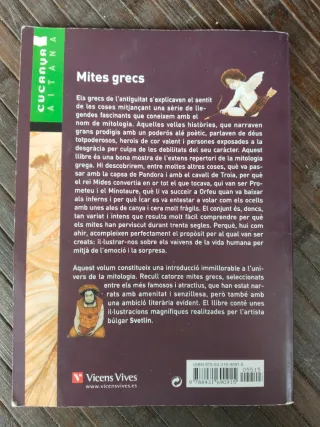 CUCANYA
AITANA
Mites grecs
Els grecs de l'antiguitat s'explicaven el sentit
de les coses mitjançant una sèrie de lle-
gendes fascinants que coneixem amb el
nom de mitologia. Aquelles velles històries, que narraven
grans prodigis amb un poderós alè poètic, parlaven de déus
totpoderosos, herois de cor valent i persones exposades a la
desgràcia per culpa de les debilitats del seu caràcter. Aquest
llibre és una bona mostra de l'extens repertori de la mitologia
grega. Hi descobrirem, entre moltes altres coses, què va pas-
sar amb la capsa de Pandora i amb el cavall de Troia, per què
el rei Mides convertia en or tot el que tocava, qui van ser Pro-
meteu i el Minotaure, què li va succeir a Orfeu quan va baixar
als inferns i per què Ícar es va entestar a volar com els ocells
amb unes ales de canya i cera molt fràgils. El conjunt és, doncs,
tan variat i intens que resulta molt fàcil comprendre per què
els mites han perviscut durant trenta segles. Perquè, hui com
ahir, acompleixen perfectament el propòsit per al qual van ser
creats: il·lustrar-nos sobre els vaivens de la vida humana per
mitjà de l'emoció i la sorpresa.
Aquest volum constitueix una introducció immillorable a l'uni-
vers de la mitologia. Recull catorze mites grecs, seleccionats
entre els més famosos i atractius, que han estat nar-
rats amb amenitat i senzillesa, però també amb
una ambició literària evident. El llibre conté unes
il·lustracions magnífiques realitzades per l'artista
búlgar Svetlin.
Vicens Vives
www.vicensvives.es